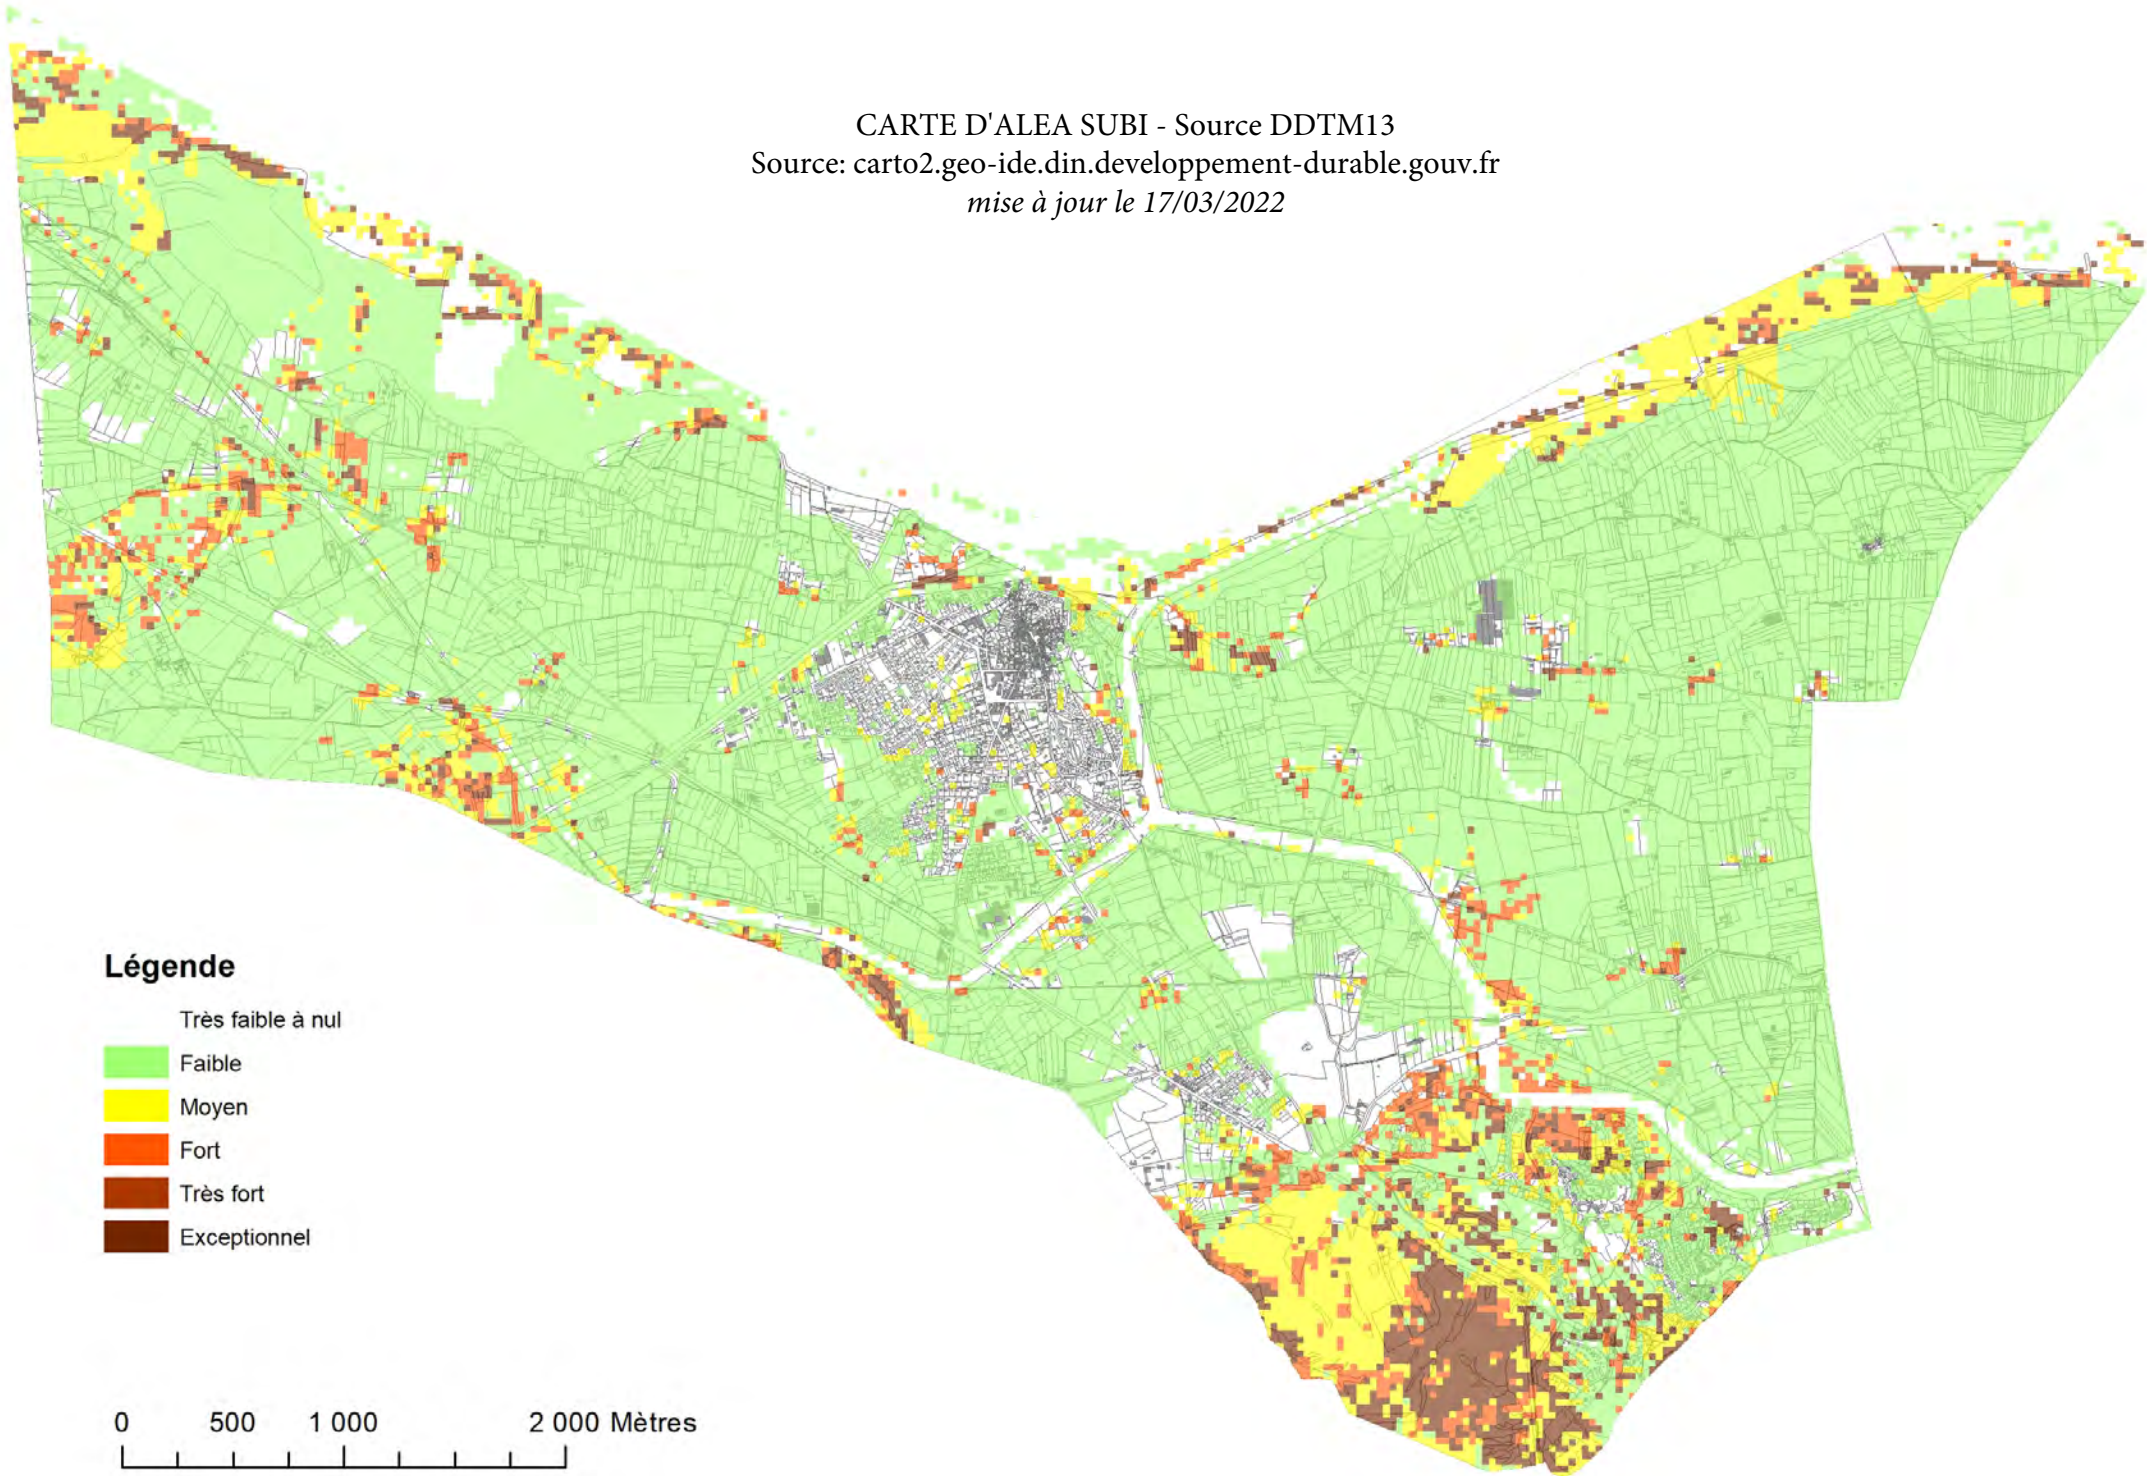 CARTE D'ALEA SUBI - Source DDTM13
Source: carto2.geo-ide.din.developpement-durable.gouv.fr
mise à jour le 17/03/2022
Légende
Très faible à nul
Faible
Moyen
Fort
Très fort
Exceptionnel
0 500 1 000 2 000 Mètres